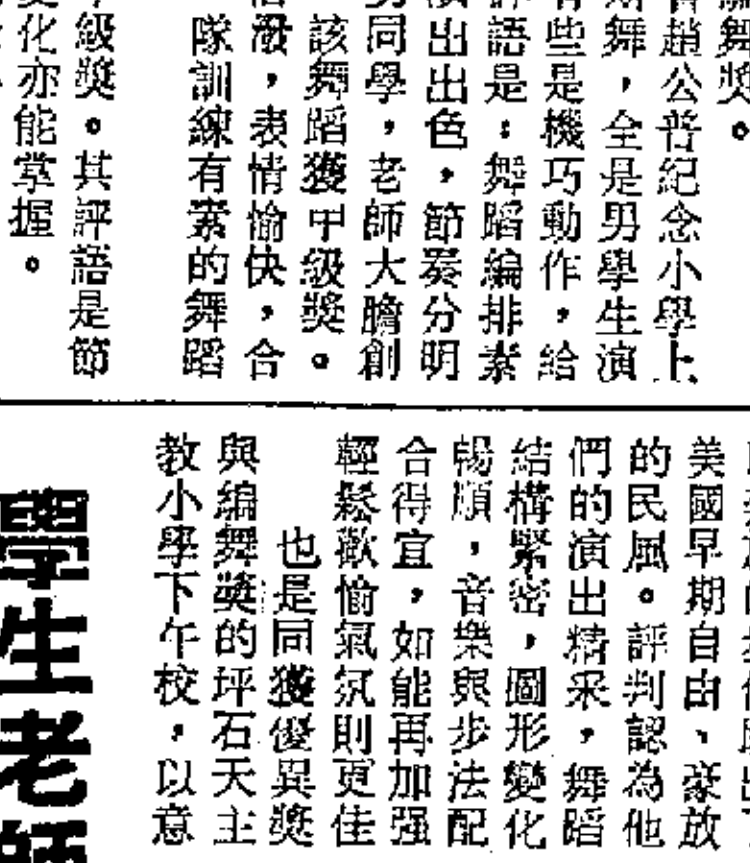 編舞獎。
會趙公普紀念小學上
期舞，全是男學生演
有些是機巧動作，給
評語是：舞蹈編排素
演出出色，節奏分明
男同學，老師大膽創
該舞蹈獲甲級獎。
活潑，表情愉快，合
隊訓練有素的舞蹈
級獎。其評語是節
變化亦能掌握。
美國早期自由、豪放
的民風。評判認為他
們的演出精采，舞蹈
結構緊密，圖形變化
暢順，音樂與步法配
合得宜，如能再加强
輕鬆歡愉氣氛則更佳
也是同獲優異獎
與編舞獎的坪石天主
教小學下午校，以意
學生老師